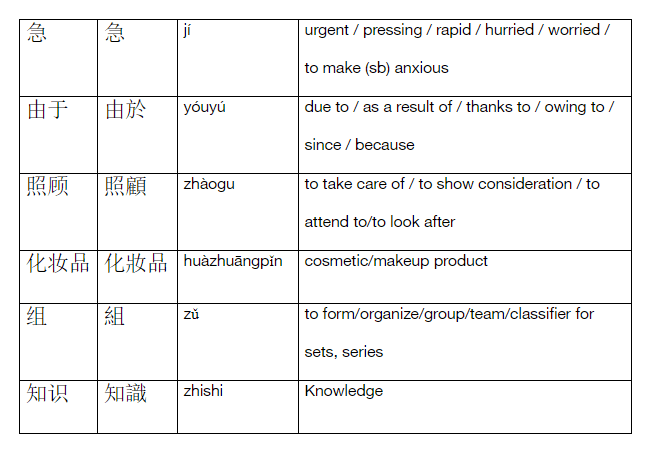 急 急 jí urgent / pressing / rapid / hurried / worried /
to make (sb) anxious
由于 由於 yóuyú due to / as a result of / thanks to / owing to /
since / because
照顾 照顧 zhàogu to take care of / to show consideration / to
attend to/to look after
化妆品 化妝品 huàzhuāngpǐn cosmetic/makeup product
组 組 zǔ to form/organize/group/team/classifier for
sets, series
知识 知識 zhishi Knowledge